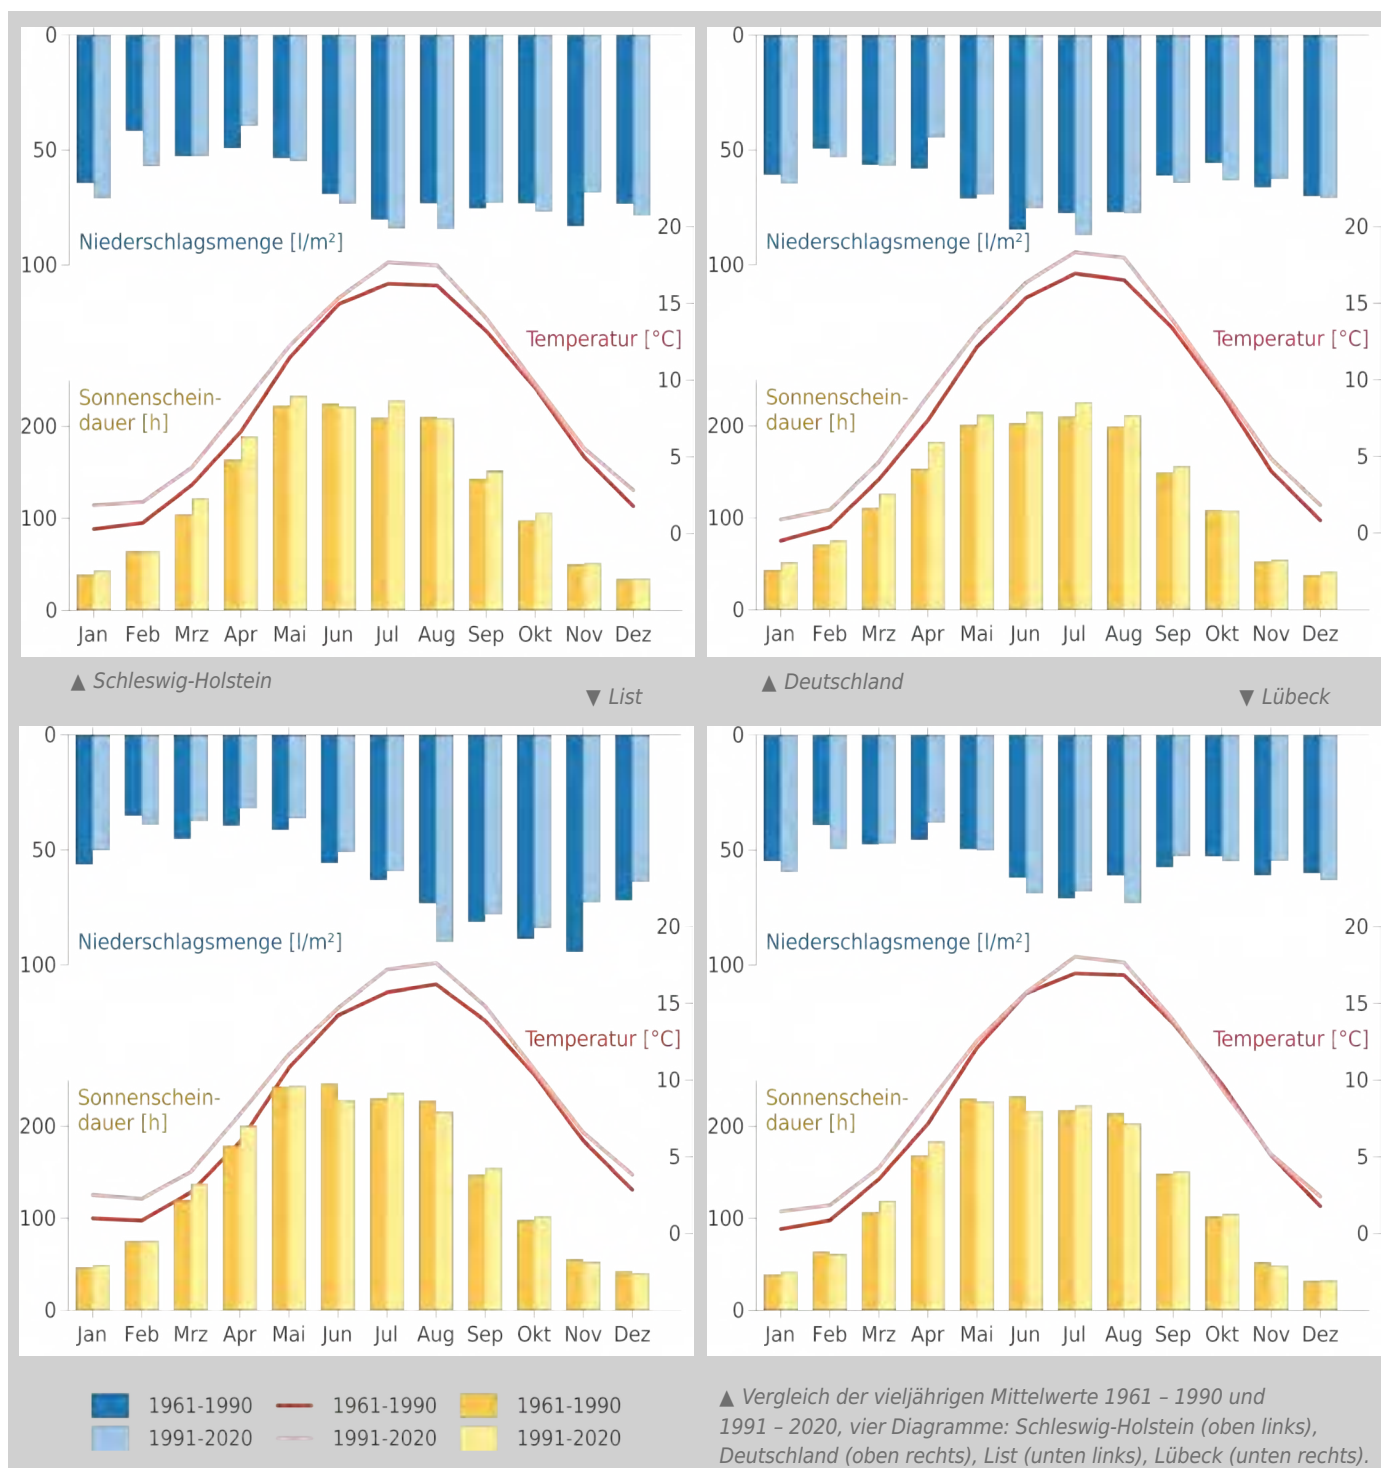 0
50
100
Niederschlagsmenge [l/m²]
20
15
10
5
0
Temperatur [°C]
Sonnenschein-
dauer [h]
200
100
0
Jan Feb Mrz Apr Mai Jun Jul Aug Sep Okt Nov Dez
0
50
100
Niederschlagsmenge [l/m²]
20
15
10
5
0
Temperatur [°C]
Sonnenschein-
dauer [h]
200
100
0
Jan Feb Mrz Apr Mai Jun Jul Aug Sep Okt Nov Dez
▲ Schleswig-Holstein
▼ List
▲ Deutschland
▼ Lübeck
0
50
100
Niederschlagsmenge [l/m²]
20
15
10
5
0
Temperatur [°C]
Sonnenschein-
dauer [h]
200
100
0
Jan Feb Mrz Apr Mai Jun Jul Aug Sep Okt Nov Dez
0
50
100
Niederschlagsmenge [l/m²]
20
15
10
5
0
Temperatur [°C]
Sonnenschein-
dauer [h]
200
100
0
Jan Feb Mrz Apr Mai Jun Jul Aug Sep Okt Nov Dez
1961-1990 1961-1990 1961-1990
1991-2020 1991-2020 1991-2020
▲ Vergleich der vieljährigen Mittelwerte 1961 – 1990 und
1991 – 2020, vier Diagramme: Schleswig-Holstein (oben links),
Deutschland (oben rechts), List (unten links), Lübeck (unten rechts).